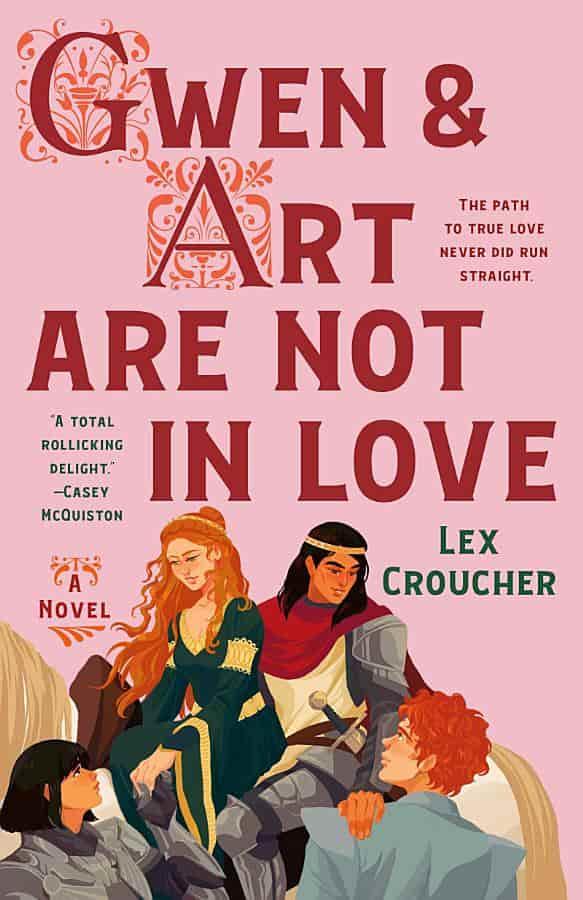 GWEN &
ART
ARE NOT
IN LOVE
THE PATH
TO TRUE LOVE
NEVER DID RUN
STRAIGHT.
"A TOTAL
ROLLICKING
DELIGHT."
—CASEY
MCQUISTON
LEX
CROUCHER
A
NOVEL